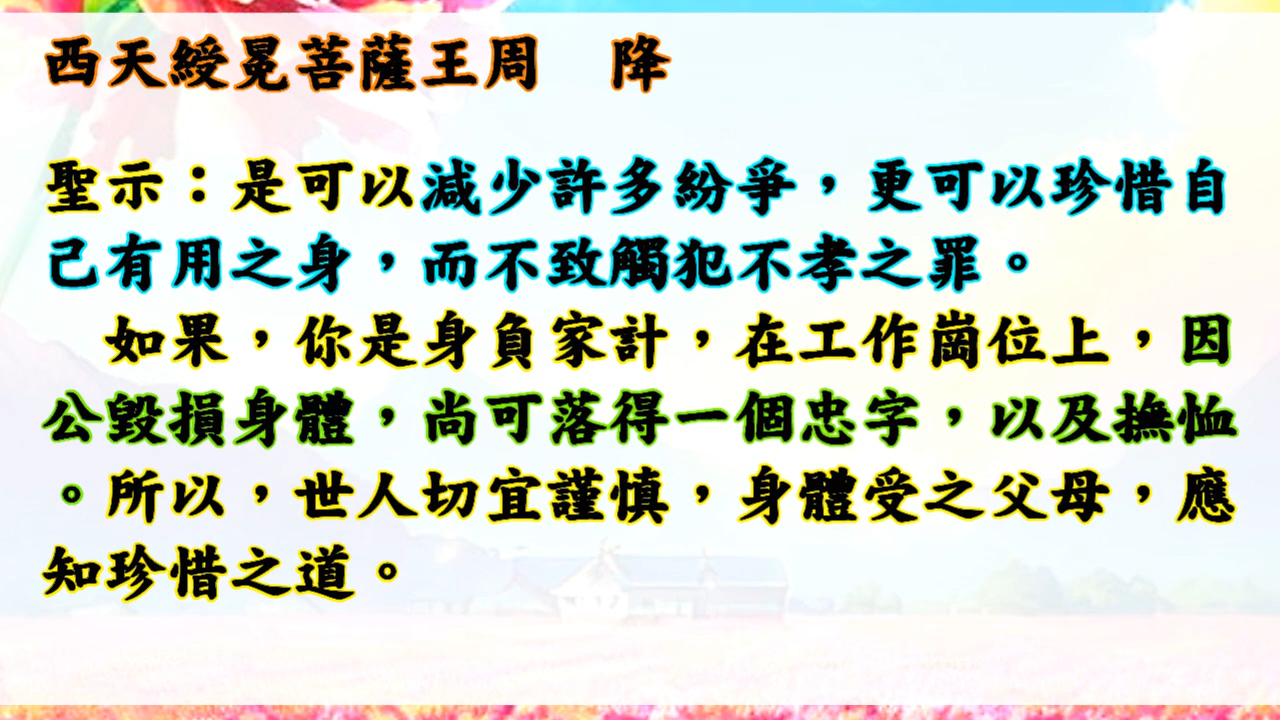 西天綬冕菩薩王周　降
聖示：是可以減少許多紛爭，更可以珍惜自
己有用之身，而不致觸犯不孝之罪。
　如果，你是身負家計，在工作崗位上，因
公毀損身體，尚可落得一個忠字，以及撫恤
。所以，世人切宜謹慎，身體受之父母，應
知珍惜之道。